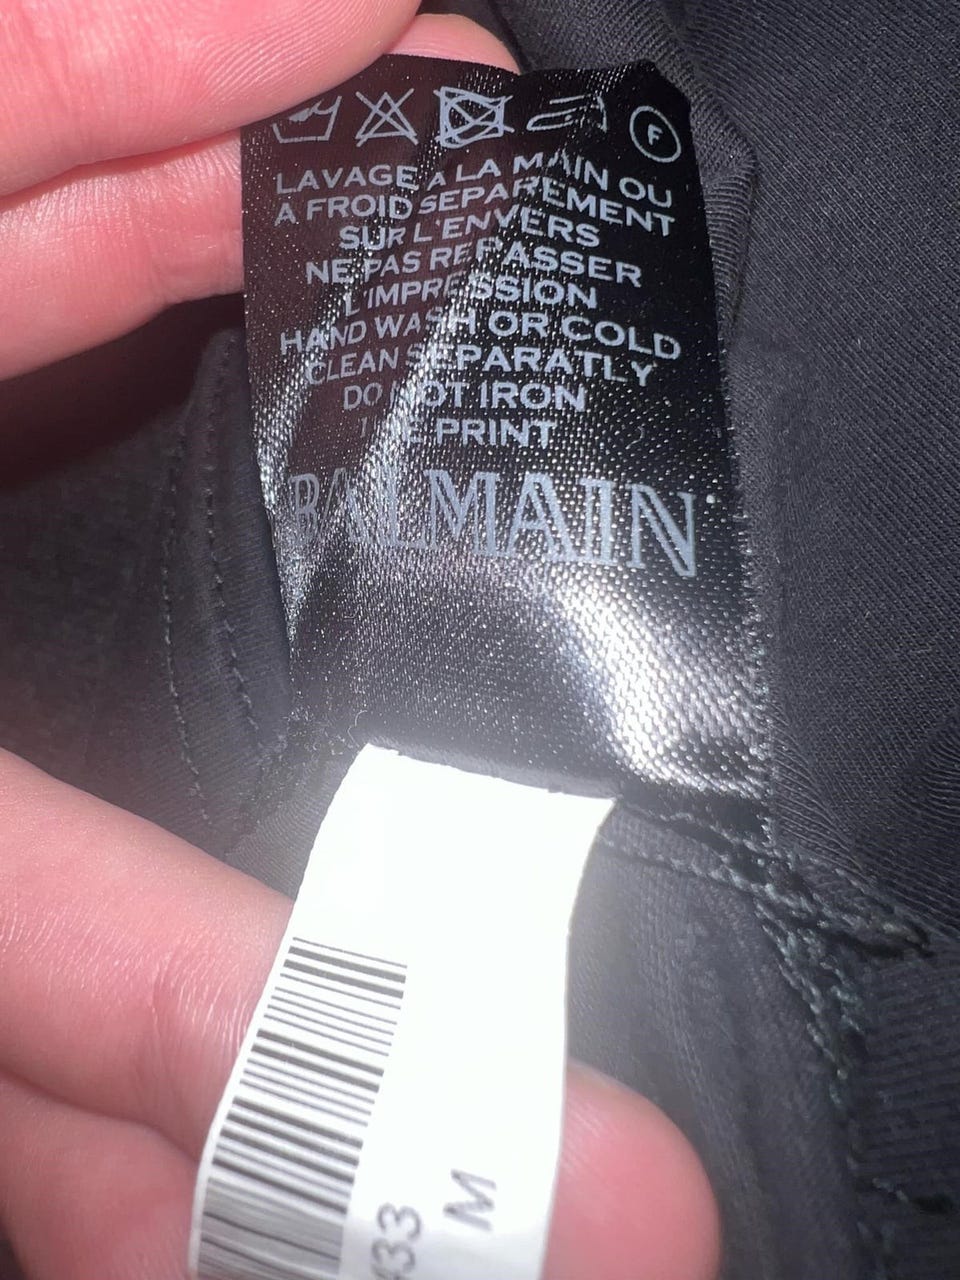 F
LAVAGE A LA MAIN OU
A FROID SEPAREMENT
SUR L'ENVERS
NE PAS REPASSER
L'IMPRESSION
HAND WASH OR COLD
CLEAN SEPARATLY
DO NOT IRON
PRINT
BALMAIN
433
M